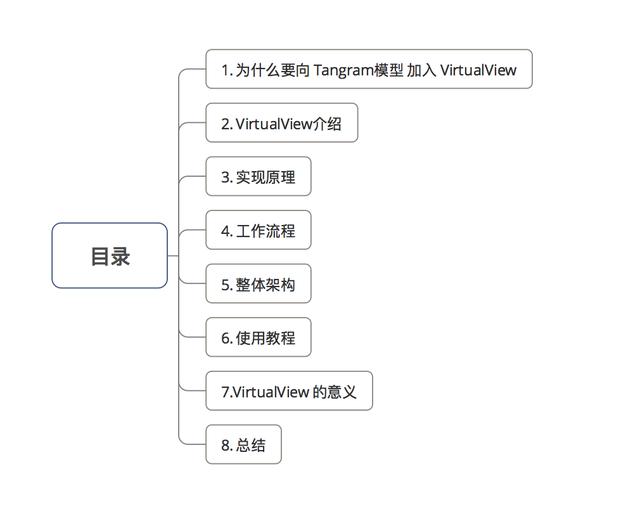 目录
1. 为什么要向 Tangram模型 加入 VirtualView
2. VirtualView介绍
3. 实现原理
4. 工作流程
5. 整体架构
6. 使用教程
7.VirtualView 的意义
8. 总结